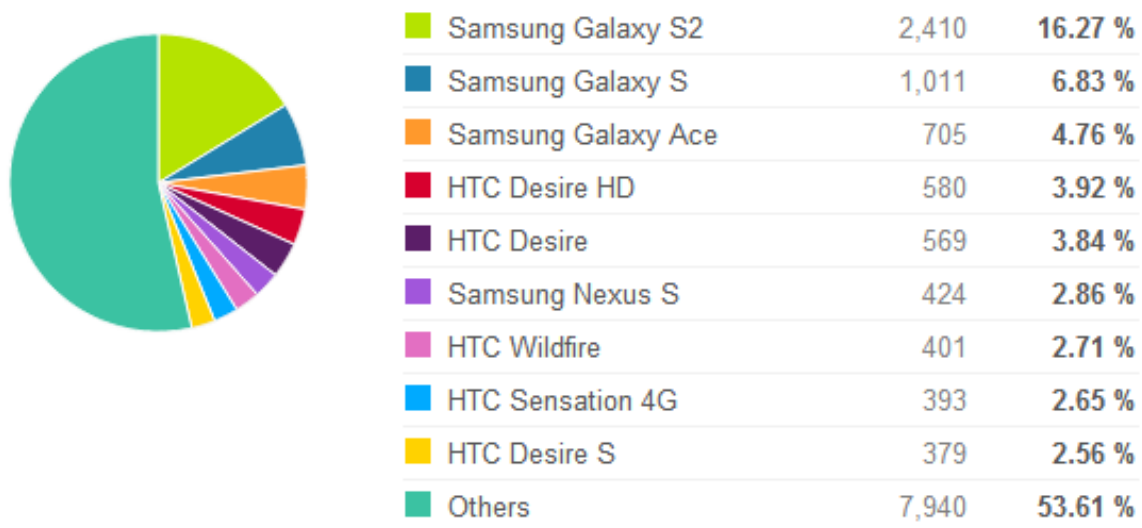 Samsung Galaxy S2 2,410 16.27 %
Samsung Galaxy S 1,011 6.83 %
Samsung Galaxy Ace 705 4.76 %
HTC Desire HD 580 3.92 %
HTC Desire 569 3.84 %
Samsung Nexus S 424 2.86 %
HTC Wildfire 401 2.71 %
HTC Sensation 4G 393 2.65 %
HTC Desire S 379 2.56 %
Others 7,940 53.61 %